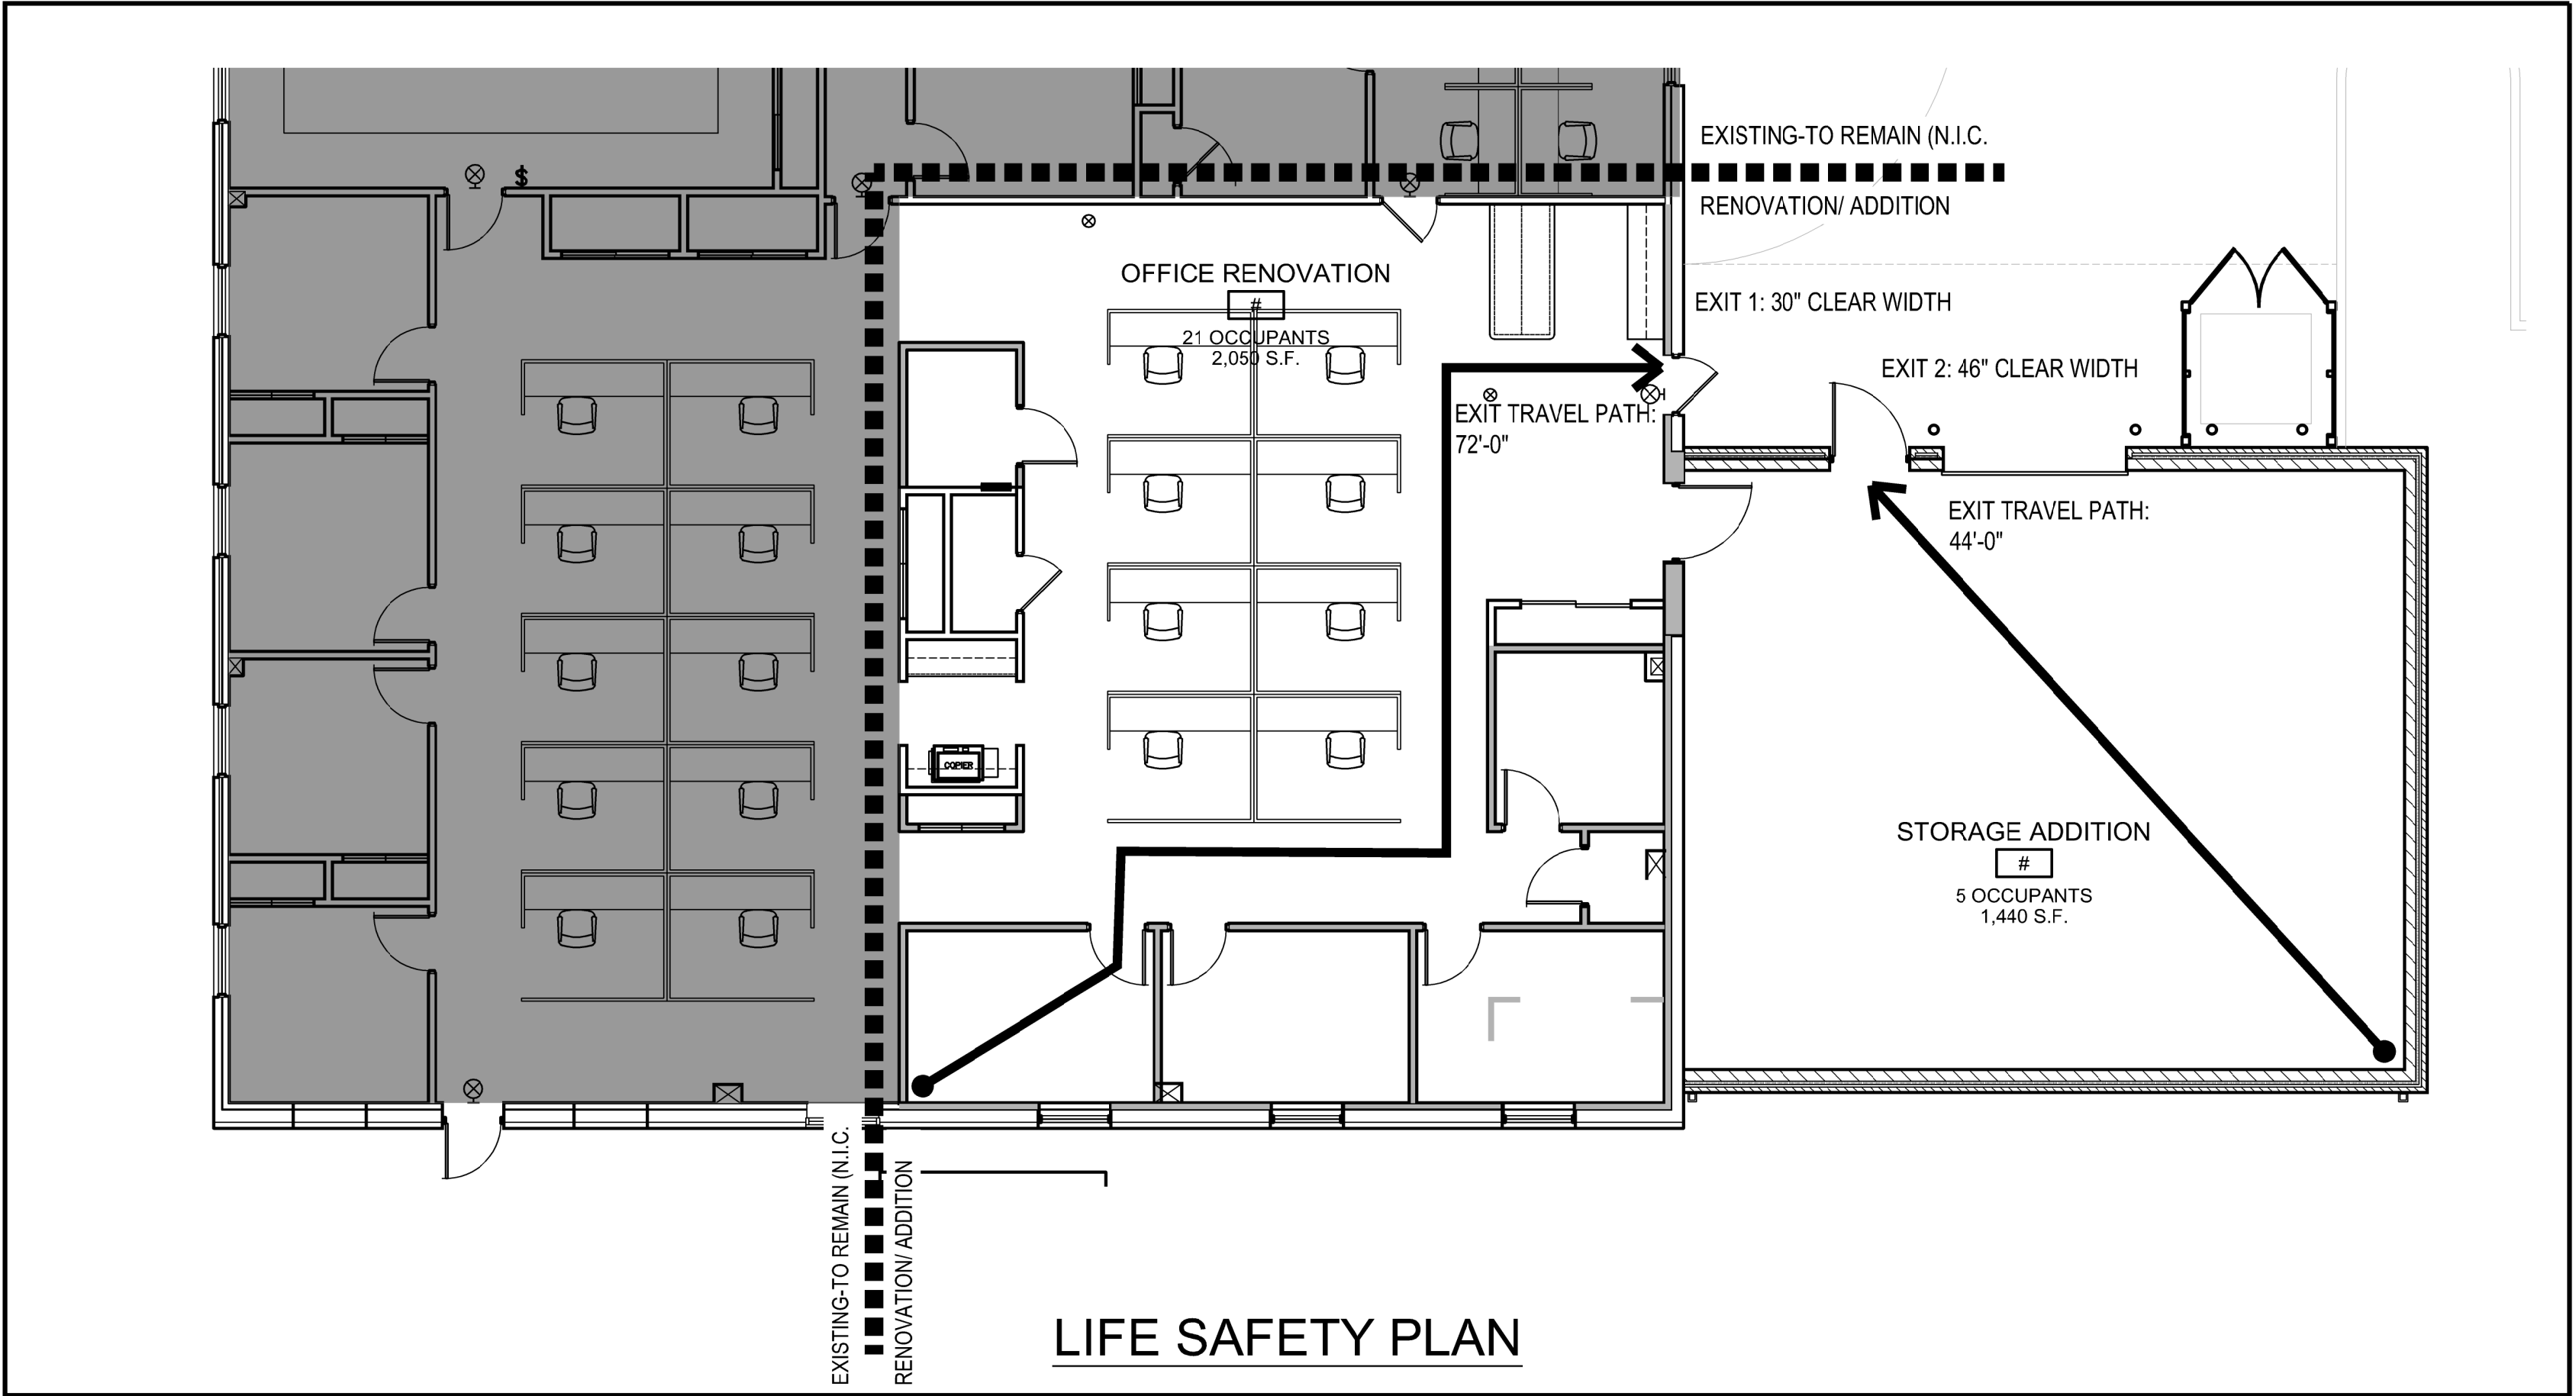 EXISTING-TO REMAIN (N.I.C.
RENOVATION/ ADDITION
$
OFFICE RENOVATION
#
21 OCCUPANTS
2,050 S.F.
EXIT 1: 30" CLEAR WIDTH
EXIT 2: 46" CLEAR WIDTH
EXIT TRAVEL PATH:
72'-0"
EXIT TRAVEL PATH:
44'-0"
COPIER
STORAGE ADDITION
#
5 OCCUPANTS
1,440 S.F.
EXISTING-TO REMAIN (N.I.C.
RENOVATION/ ADDITION
LIFE SAFETY PLAN